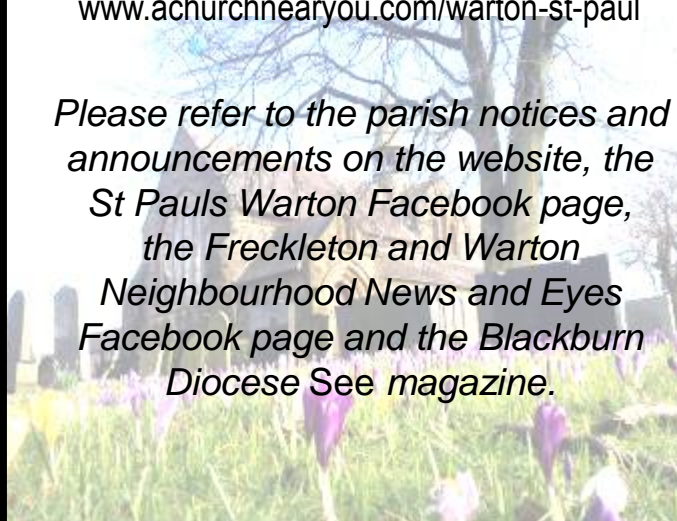 www.achurchnearyou.com/warton-st-paul
Please refer to the parish notices and
announcements on the website, the
St Pauls Warton Facebook page,
the Freckleton and Warton
Neighbourhood News and Eyes
Facebook page and the Blackburn
Diocese See magazine.